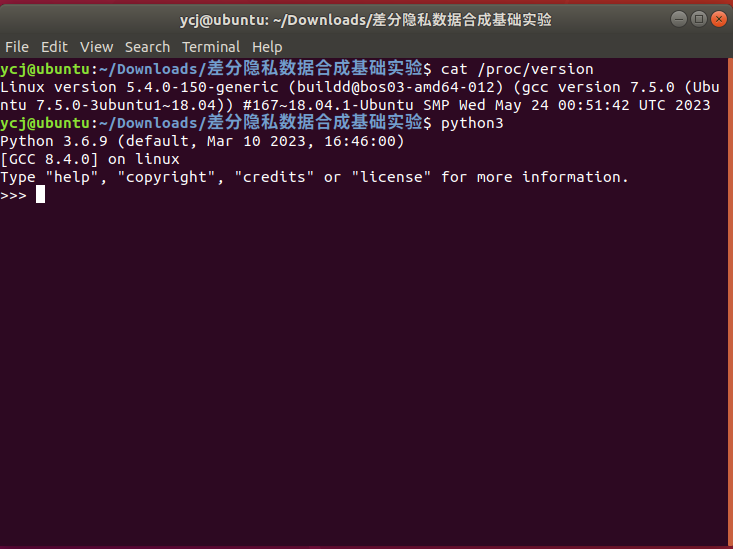 ycj@ubuntu: ~/Downloads/差分隐私数据合成基础实验
File Edit View Search Terminal Help
ycj@ubuntu:~/Downloads/差分隐私数据合成基础实验$ cat /proc/version
Linux version 5.4.0-150-generic (buildd@bos03-amd64-012) (gcc version 7.5.0 (Ubu
ntu 7.5.0-3ubuntu1~18.04)) #167~18.04.1-Ubuntu SMP Wed May 24 00:51:42 UTC 2023
ycj@ubuntu:~/Downloads/差分隐私数据合成基础实验$ python3
Python 3.6.9 (default, Mar 10 2023, 16:46:00)
[GCC 8.4.0] on linux
Type "help", "copyright", "credits" or "license" for more information.
>>>